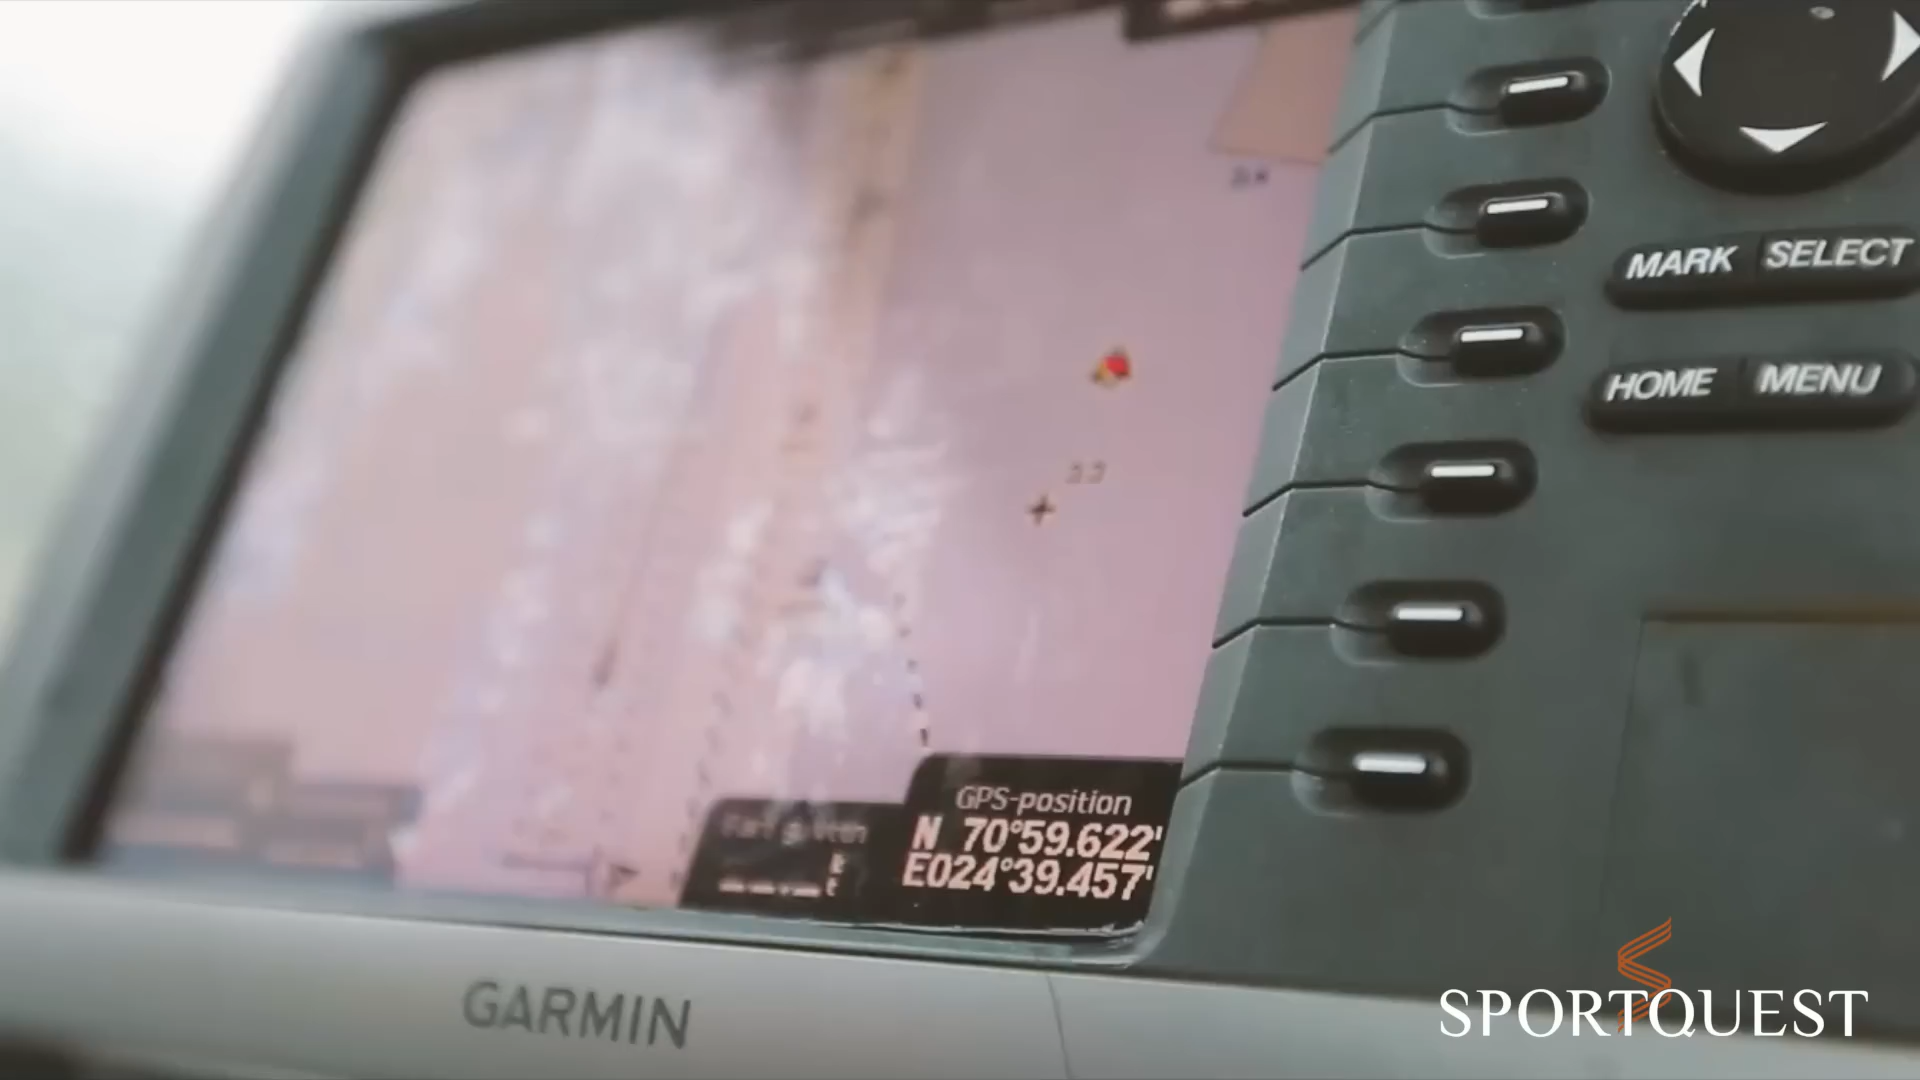 MARK SELECT
HOME MENU
GPS-position
N 70°59.622'
E024°39.457'
GARMIN
SPORTQUEST